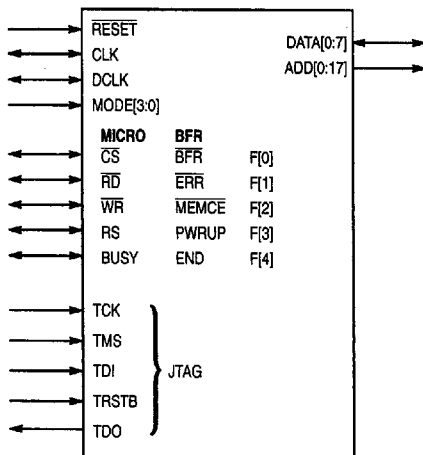 RESET
CLK
DCLK
MODE[3:0]
DATA[0:7]
ADD[0:17]
MICRO BFR
CS BFR F[0]
RD ERR F[1]
WR MEMCE F[2]
RS PWRUP F[3]
BUSY END F[4]
TCK
TMS
TDI
TRSTB
TDO
JTAG